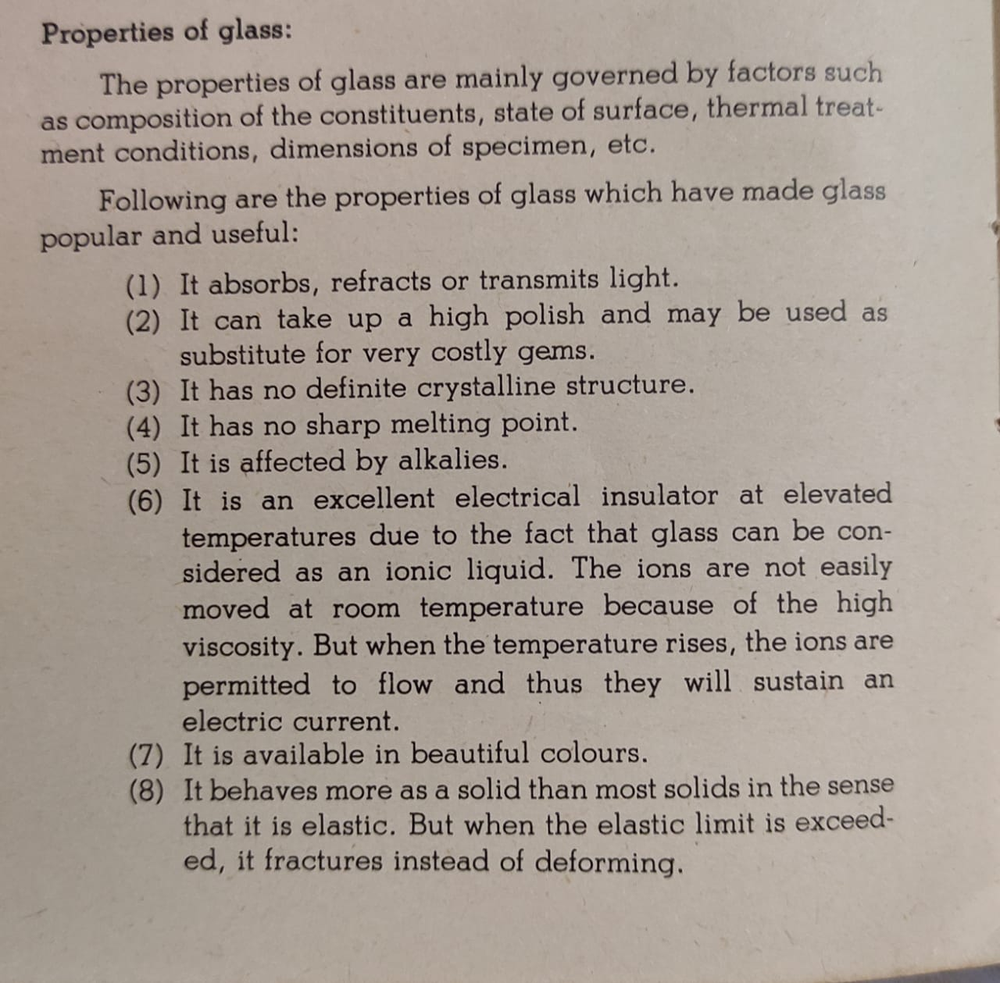 Properties of glass:
The properties of glass are mainly governed by factors such
as composition of the constituents, state of surface, thermal treat-
ment conditions, dimensions of specimen, etc.
Following are the properties of glass which have made glass
popular and useful:
(1) It absorbs, refracts or transmits light.
(2) It can take up a high polish and may be used as
substitute for very costly gems.
(3) It has no definite crystalline structure.
(4) It has no sharp melting point.
(5) It is affected by alkalies.
(6) It is an excellent electrical insulator at elevated
temperatures due to the fact that glass can be con-
sidered as an ionic liquid. The ions are not easily
moved at room temperature because of the high
viscosity. But when the temperature rises, the ions are
permitted to flow and thus they will sustain an
electric current.
(7) It is available in beautiful colours.
(8) It behaves more as a solid than most solids in the sense
that it is elastic. But when the elastic limit is exceed-
ed, it fractures instead of deforming.